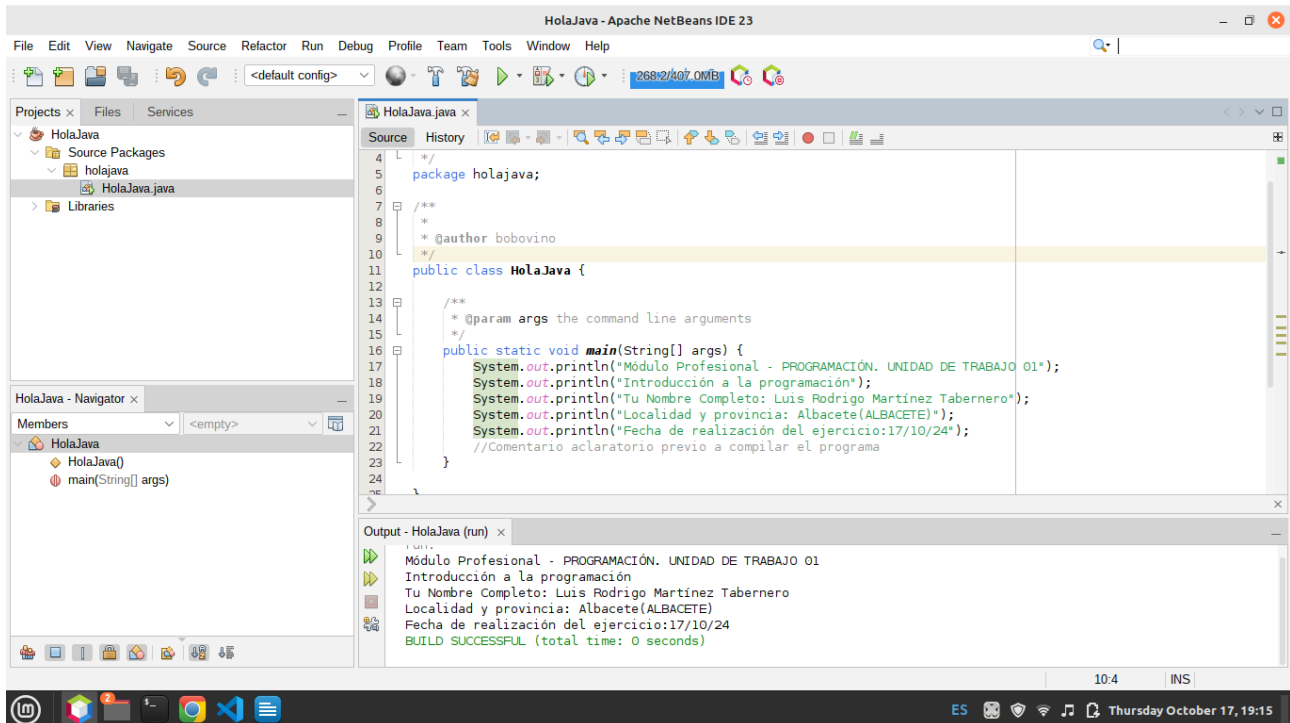 HolaJava - Apache NetBeans IDE 23
File Edit View Navigate Source Refactor Run Debug Profile Team Tools Window Help
<default config> 268.2/407.0MB
Projects Files Services
HolaJava
Source Packages
holajava
HolaJava.java
Libraries
HolaJava - Navigator
Members <empty>
HolaJava
HolaJava()
main(String[] args)
HolaJava.java
Source History
4 */
5 package holajava;
6
7 /**
8 *
9 * @author bobovino
10 */
11 public class HolaJava {
12
13 /**
14 * @param args the command line arguments
15 */
16 public static void main(String[] args) {
17 System.out.println("Módulo Profesional - PROGRAMACIÓN. UNIDAD DE TRABAJO 01");
18 System.out.println("Introducción a la programación");
19 System.out.println("Tu Nombre Completo: Luis Rodrigo Martínez Tabernero");
20 System.out.println("Localidad y provincia: Albacete(ALBACETE)");
21 System.out.println("Fecha de realización del ejercicio:17/10/24");
22 //Comentario aclaratorio previo a compilar el programa
23 }
24
25 }
Output - HolaJava (run)
run:
Módulo Profesional - PROGRAMACIÓN. UNIDAD DE TRABAJO 01
Introducción a la programación
Tu Nombre Completo: Luis Rodrigo Martínez Tabernero
Localidad y provincia: Albacete(ALBACETE)
Fecha de realización del ejercicio:17/10/24
BUILD SUCCESSFUL (total time: 0 seconds)
10:4 INS
2
ES Thursday October 17, 19:15